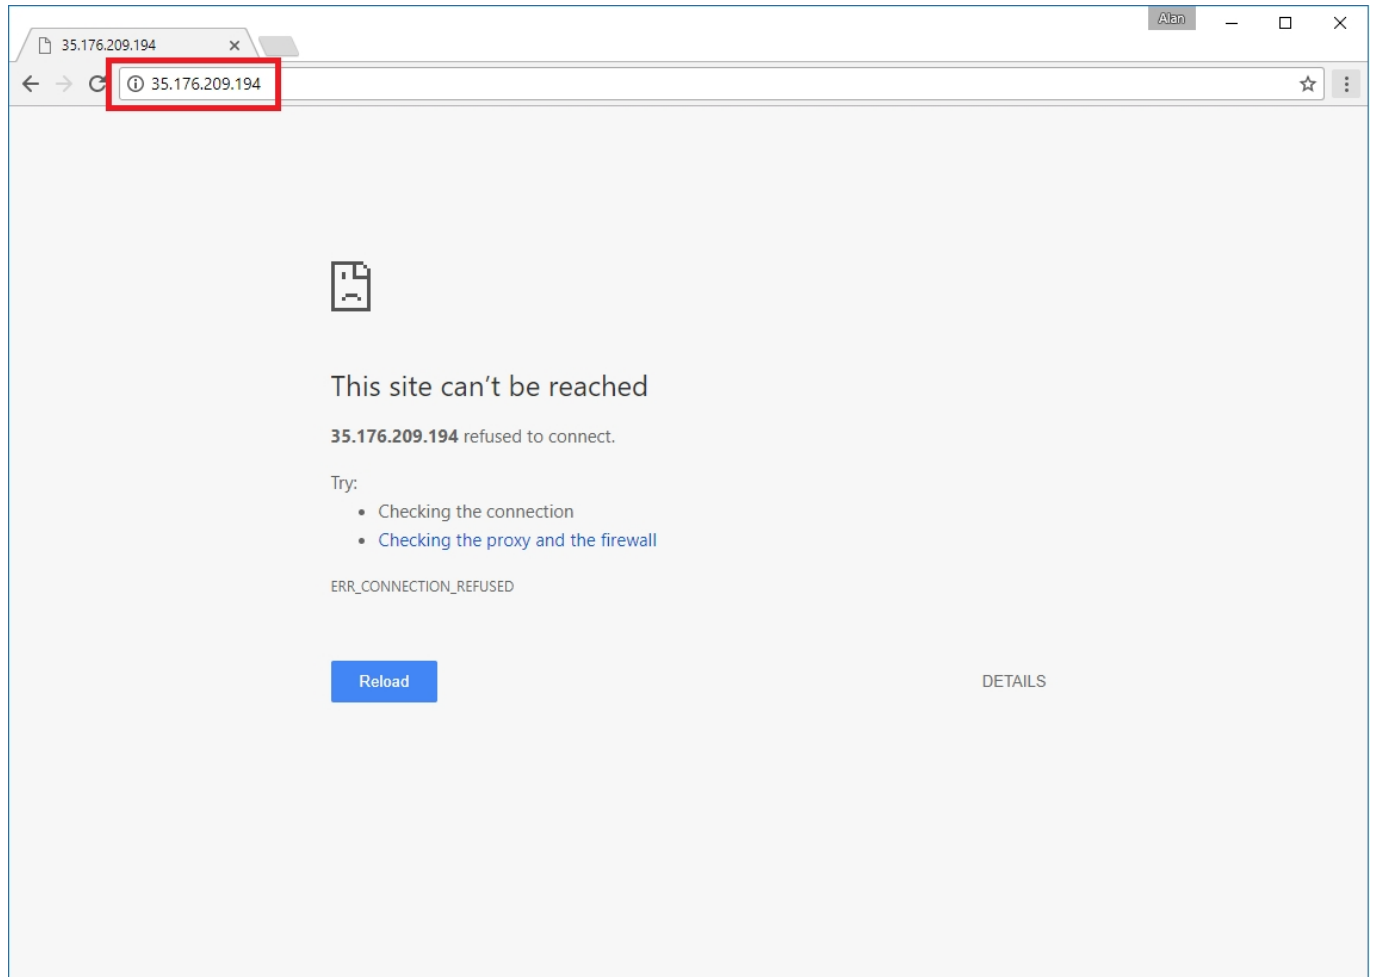 Alan
35.176.209.194
35.176.209.194
This site can't be reached
35.176.209.194 refused to connect.
Try:
• Checking the connection
• Checking the proxy and the firewall
ERR_CONNECTION_REFUSED
Reload
DETAILS